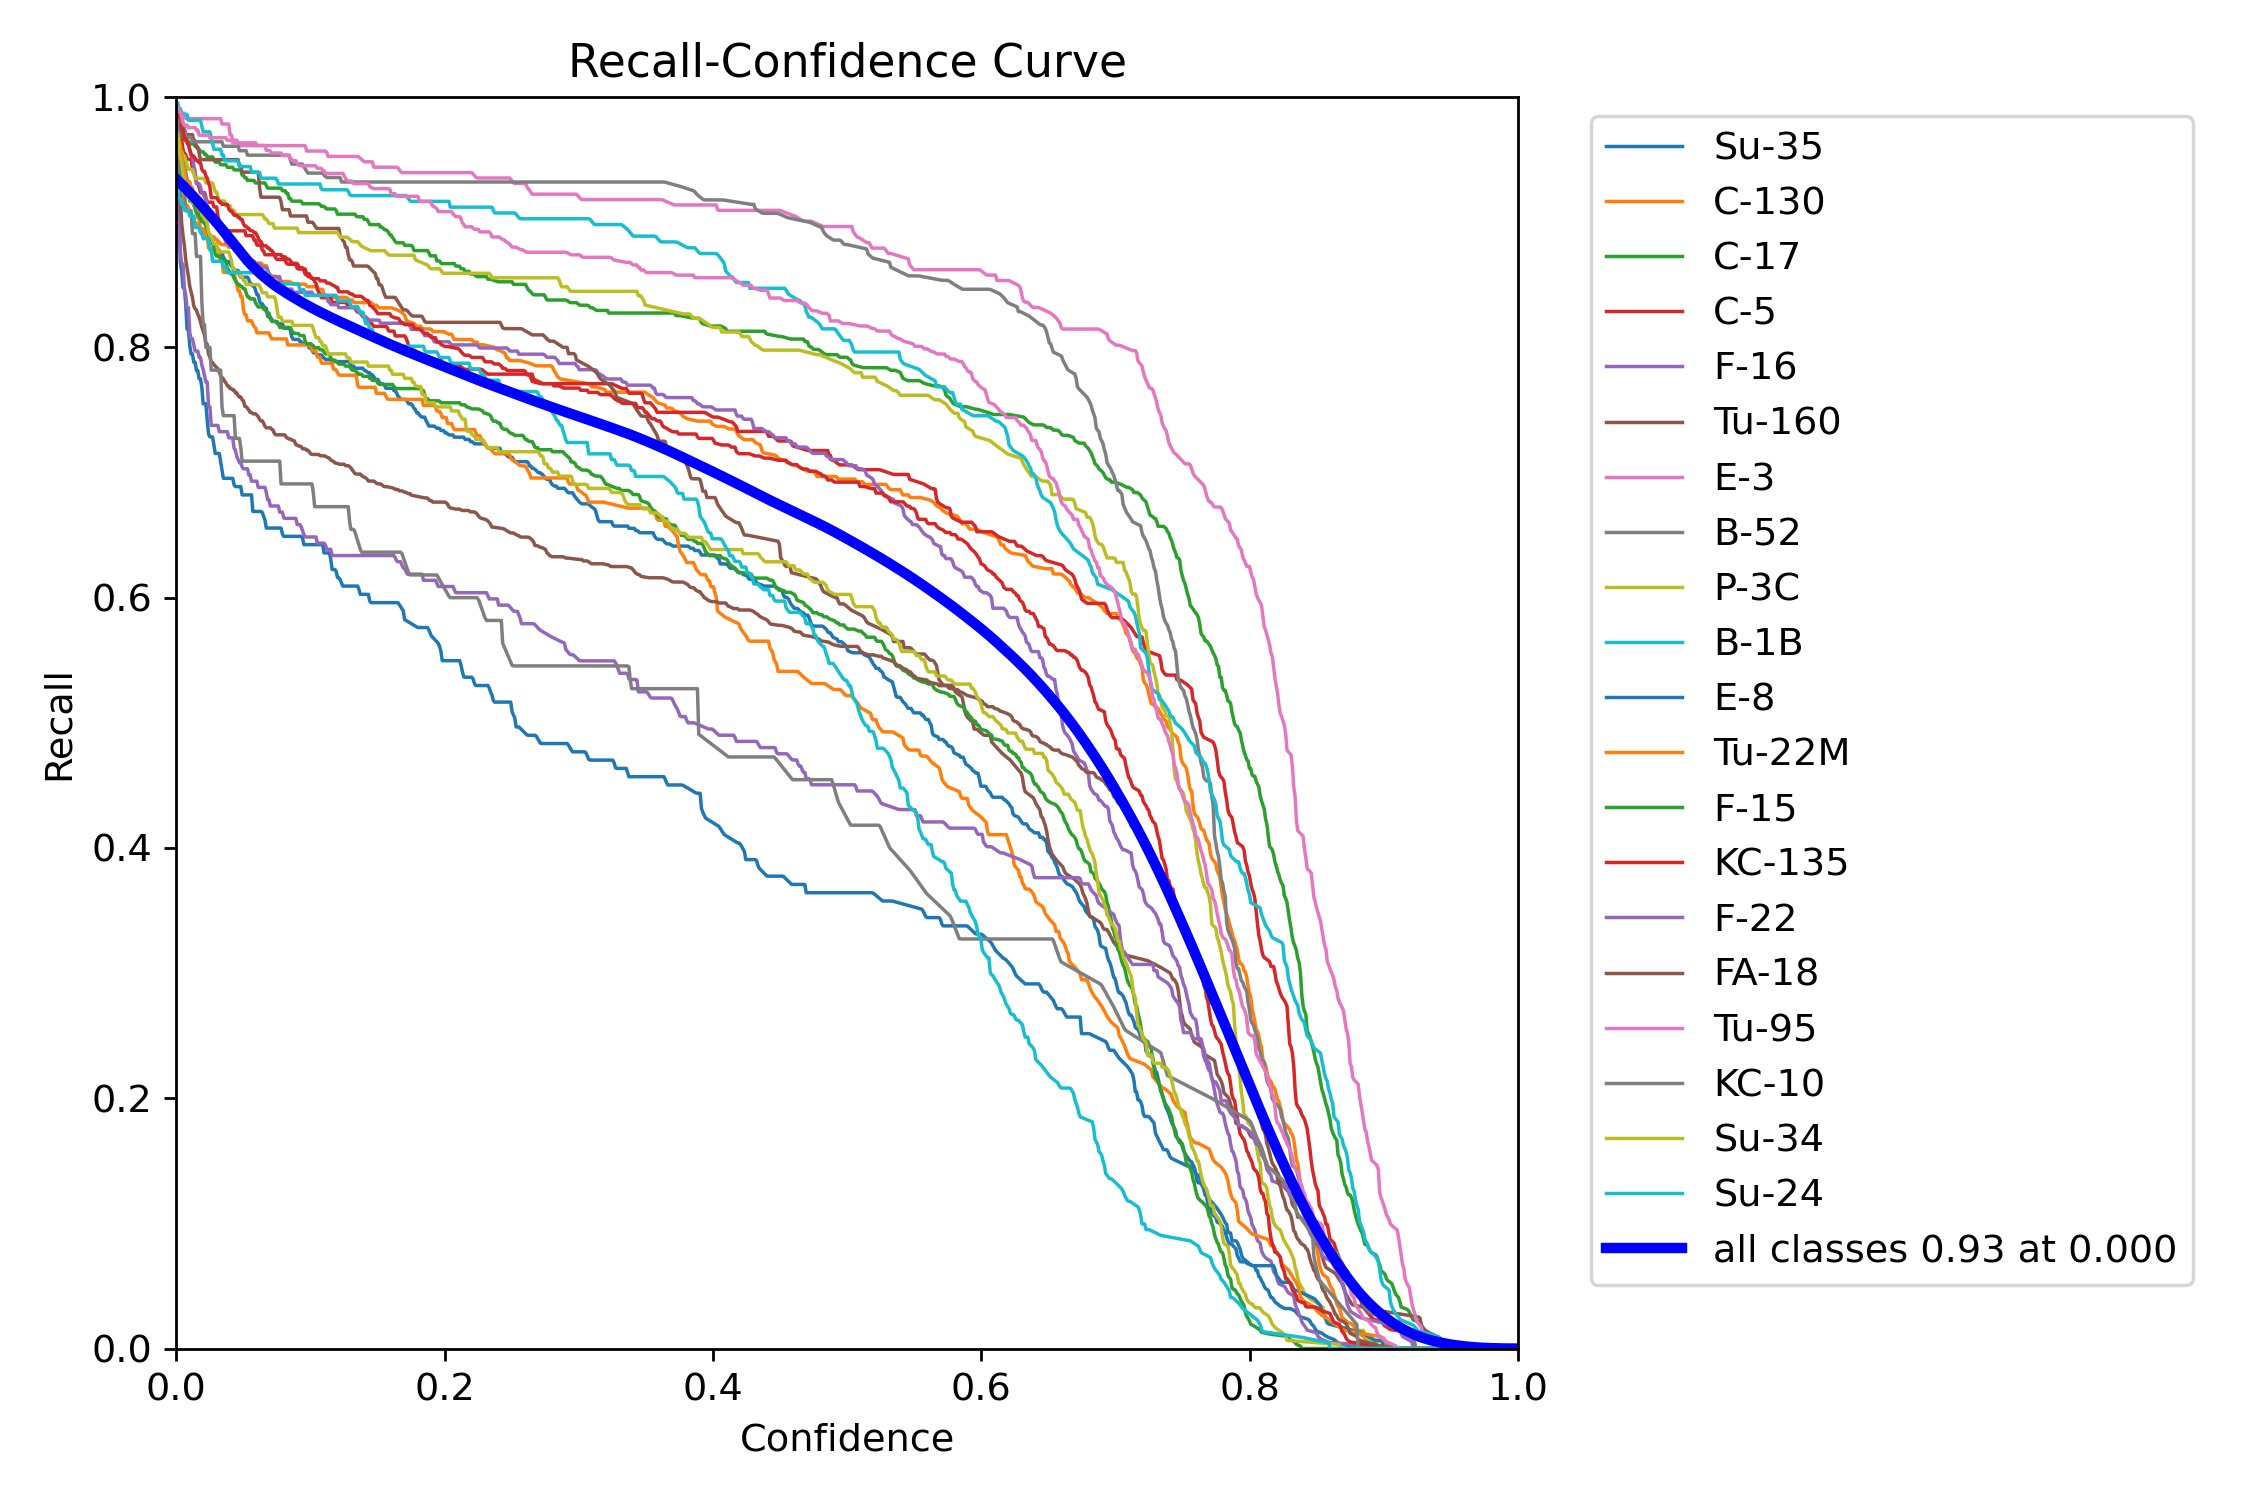 Recall-Confidence Curve
1.0
0.8
0.6
0.4
0.2
0.0
Recall
0.0 0.2 0.4 0.6 0.8 1.0
Confidence
Su-35
C-130
C-17
C-5
F-16
Tu-160
E-3
B-52
P-3C
B-1B
E-8
Tu-22M
F-15
KC-135
F-22
FA-18
Tu-95
KC-10
Su-34
Su-24
all classes 0.93 at 0.000